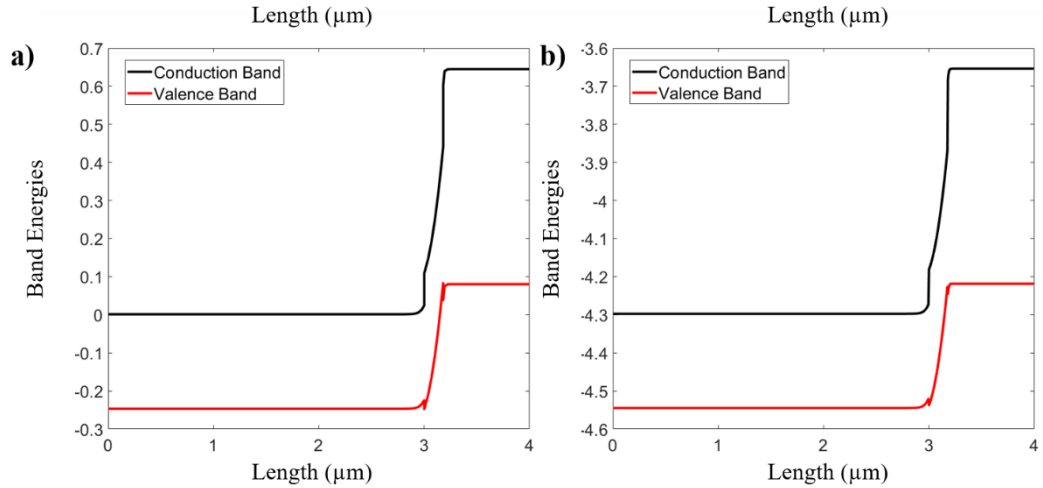 Length (µm)
Length (µm)
a)
b)
0.7
0.6
0.5
0.4
0.3
0.2
0.1
0
-0.1
-0.2
-0.3
Band Energies
Conduction Band
Valence Band
0
1
2
3
4
Length (µm)
-3.6
-3.7
-3.8
-3.9
-4
-4.1
-4.2
-4.3
-4.4
-4.5
-4.6
Band Energies
Conduction Band
Valence Band
0
1
2
3
4
Length (µm)